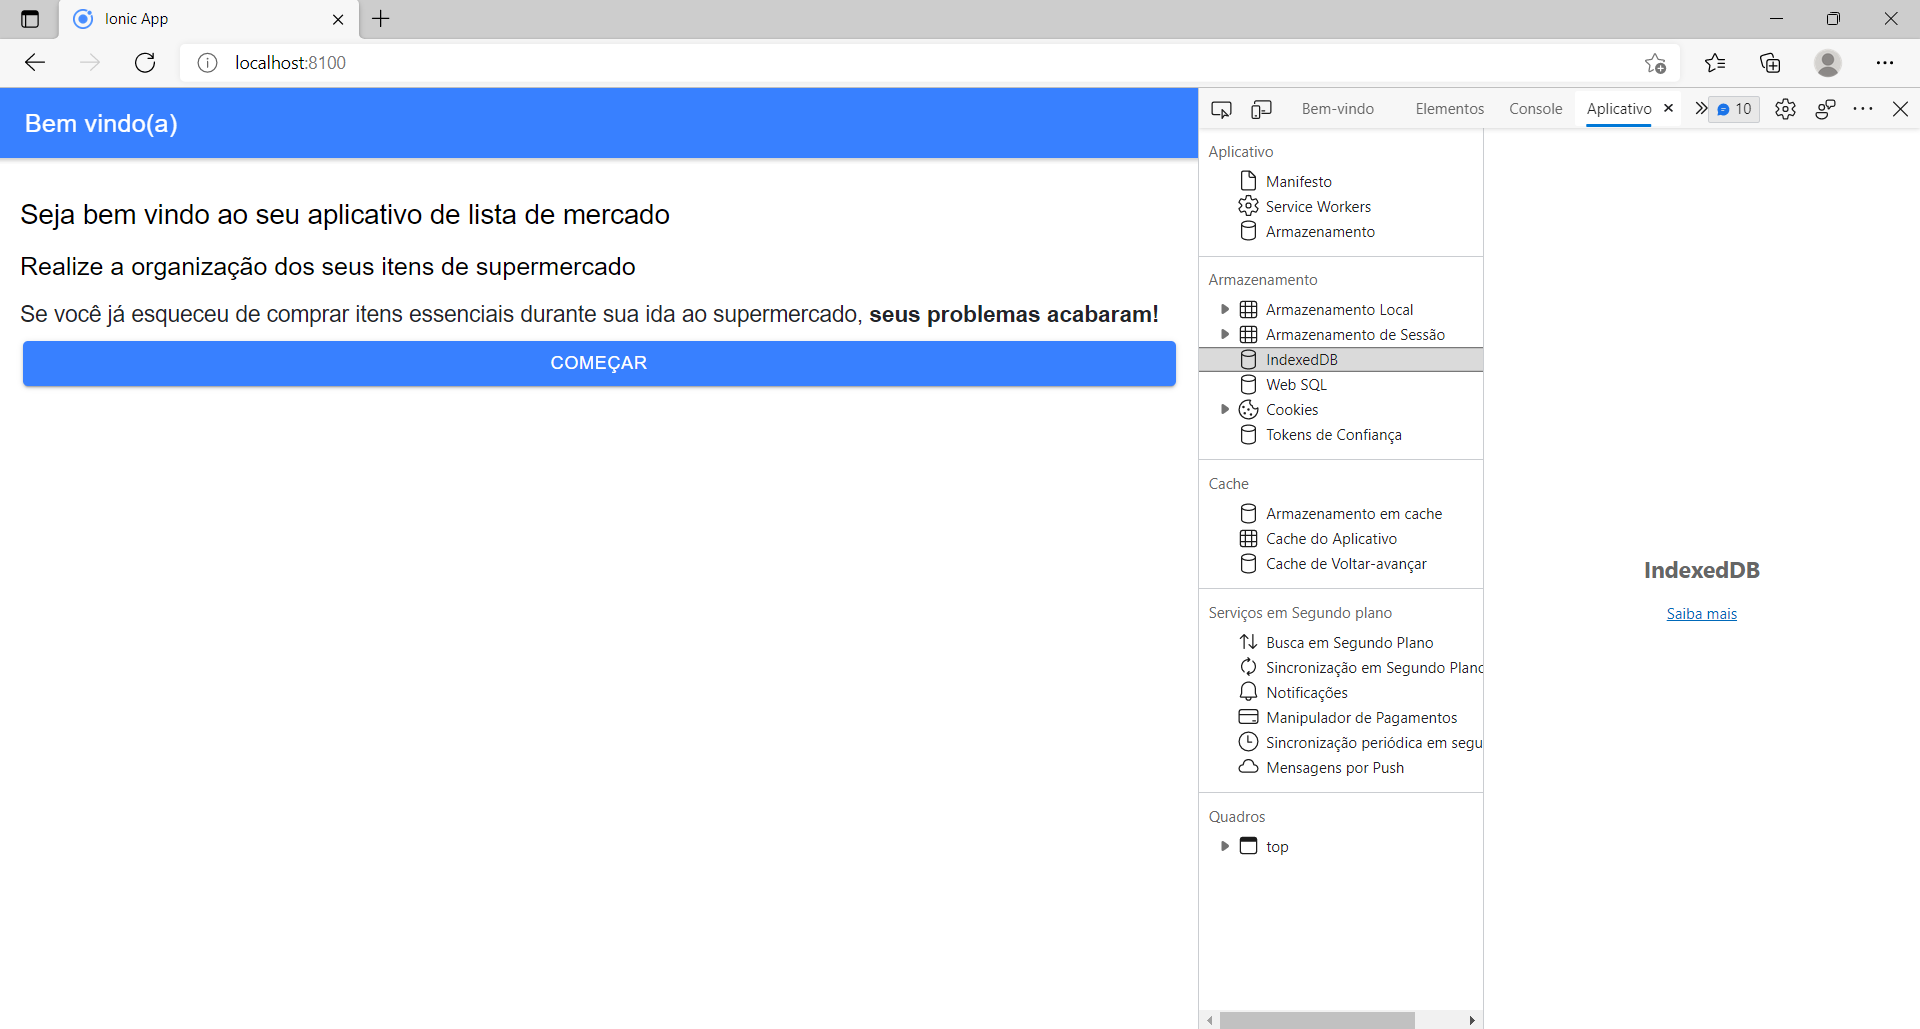 Ionic App
localhost:8100
Bem vindo(a)
Seja bem vindo ao seu aplicativo de lista de mercado
Realize a organização dos seus itens de supermercado
Se você já esqueceu de comprar itens essenciais durante sua ida ao supermercado, seus problemas acabaram!
COMEÇAR
Bem-vindo Elementos Console Aplicativo 10
Aplicativo
Manifesto
Service Workers
Armazenamento
Armazenamento
Armazenamento Local
Armazenamento de Sessão
IndexedDB
Web SQL
Cookies
Tokens de Confiança
Cache
Armazenamento em cache
Cache do Aplicativo
Cache de Voltar-avançar
Serviços em Segundo plano
Busca em Segundo Plano
Sincronização em Segundo Plano
Notificações
Manipulador de Pagamentos
Sincronização periódica em segu
Mensagens por Push
Quadros
top
IndexedDB
Saiba mais